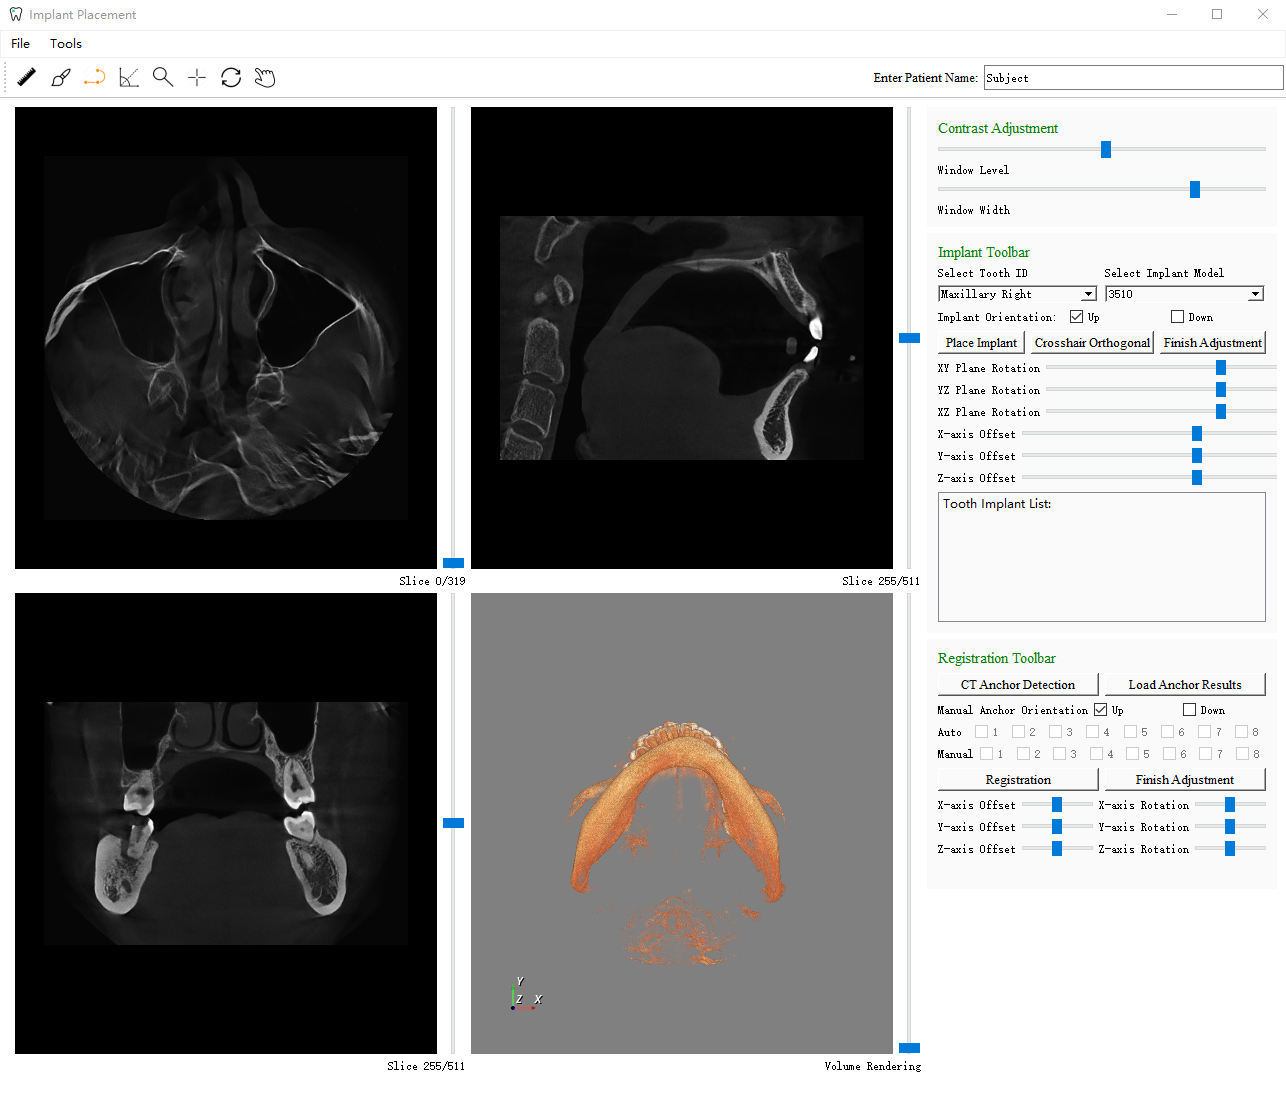 Implant Placement
File Tools
Enter Patient Name: Subject
Slice 0/319
Slice 255/511
Slice 255/511
Y
Z X
Volume Rendering
Contrast Adjustment
Window Level
Window Width
Implant Toolbar
Select Tooth ID Select Implant Model
Maxillary Right 3510
Implant Orientation: Up Down
Place Implant Crosshair Orthogonal Finish Adjustment
XY Plane Rotation
YZ Plane Rotation
XZ Plane Rotation
X-axis Offset
Y-axis Offset
Z-axis Offset
Tooth Implant List:
Registration Toolbar
CT Anchor Detection Load Anchor Results
Manual Anchor Orientation Up Down
Auto 1 2 3 4 5 6 7 8
Manual 1 2 3 4 5 6 7 8
Registration Finish Adjustment
X-axis Offset X-axis Rotation
Y-axis Offset Y-axis Rotation
Z-axis Offset Z-axis Rotation